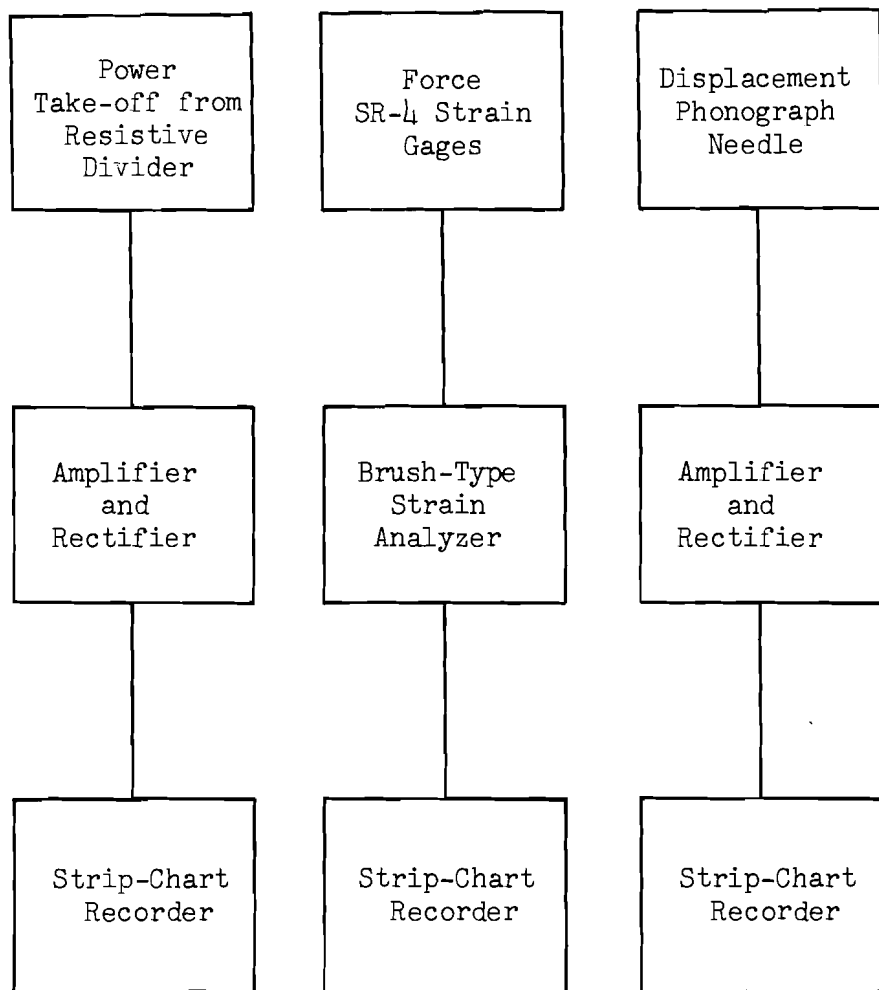 Power
Take-off from
Resistive
Divider
Force
SR-4 Strain
Gages
Displacement
Phonograph
Needle
Amplifier
and
Rectifier
Brush-Type
Strain
Analyzer
Amplifier
and
Rectifier
Strip-Chart
Recorder
Strip-Chart
Recorder
Strip-Chart
Recorder